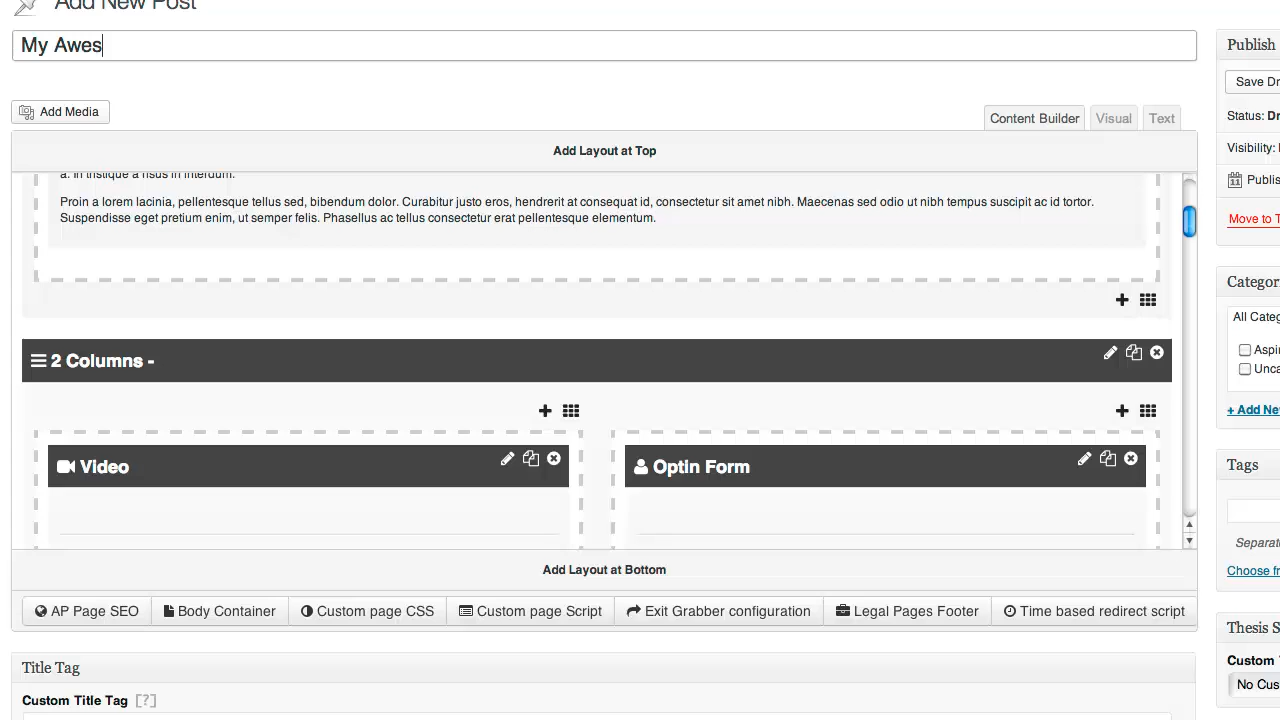 Add New Post
My Awes
Publish
Save Dr
Add Media
Content Builder
Visual
Text
Status: Dr
Add Layout at Top
Visibility:
a. In tristique a risus in interdum.
Publis
Proin a lorem lacinia, pellentesque tellus sed, bibendum dolor. Curabitur justo eros, hendrerit at consequat id, consectetur sit amet nibh. Maecenas sed odio ut nibh tempus suscipit ac id tortor.
Suspendisse eget pretium enim, ut semper felis. Phasellus ac tellus consectetur, erat pellentesque elementum.
Move to T
Categor
All Categ
Aspi
Unca
2 Columns -
+ Add Ne
Video
Optin Form
Tags
Separate
Choose fr
Add Layout at Bottom
AP Page SEO
Body Container
Custom page CSS
Custom page Script
Exit Grabber configuration
Legal Pages Footer
Time based redirect script
Thesis S
Title Tag
Custom
Custom Title Tag [?]
No Cus